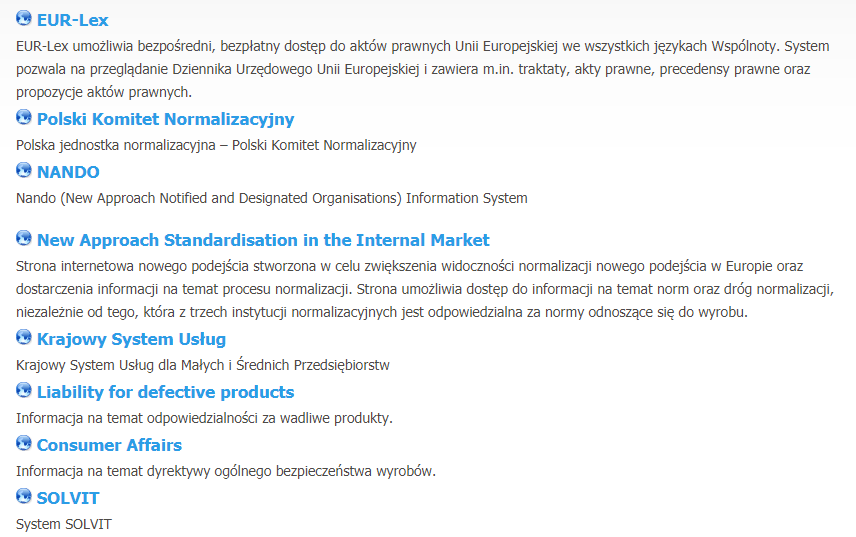 EUR-Lex
EUR-Lex umożliwia bezpośredni, bezpłatny dostęp do aktów prawnych Unii Europejskiej we wszystkich językach Wspólnoty. System
pozwala na przeglądanie Dziennika Urzędowego Unii Europejskiej i zawiera m.in. traktaty, akty prawne, precedensy prawne oraz
propozycje aktów prawnych.
Polski Komitet Normalizacyjny
Polska jednostka normalizacyjna – Polski Komitet Normalizacyjny
NANDO
Nando (New Approach Notified and Designated Organisations) Information System
New Approach Standardisation in the Internal Market
Strona internetowa nowego podejścia stworzona w celu zwiększenia widoczności normalizacji nowego podejścia w Europie oraz
dostarczenia informacji na temat procesu normalizacji. Strona umożliwia dostęp do informacji na temat norm oraz dróg normalizacji,
niezależnie od tego, która z trzech instytucji normalizacyjnych jest odpowiedzialna za normy odnoszące się do wyrobu.
Krajowy System Usług
Krajowy System Usług dla Małych i Średnich Przedsiębiorstw
Liability for defective products
Informacja na temat odpowiedzialności za wadliwe produkty.
Consumer Affairs
Informacja na temat dyrektywy ogólnego bezpieczeństwa wyrobów.
SOLVIT
System SOLVIT